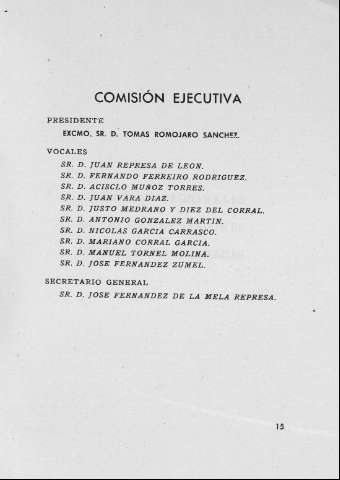 COMISIÓN EJECUTIVA
PRESIDENTE
EXCMO. SR. D. TOMAS ROMOJARO SANCHEZ.
VOCALES
SR. D. JUAN REPRESA DE LEON.
SR. D. FERNANDO FERREIRO RODRIGUEZ.
SR. D. ACISCLO MUÑOZ TORRES.
SR. D. JUAN VARA DIAZ.
SR. D. JUSTO MEDRANO Y DIEZ DEL CORRAL.
SR. D. ANTONIO GONZALEZ MARTIN.
SR. D. NICOLAS GARCIA CARRASCO.
SR. D. MARIANO CORRAL GARCIA.
SR. D. MANUEL TORNEL MOLINA.
SR. D. JOSE FERNANDEZ ZUMEL.
SECRETARIO GENERAL
SR. D. JOSE FERNANDEZ DE LA MELA REPRESA.
15